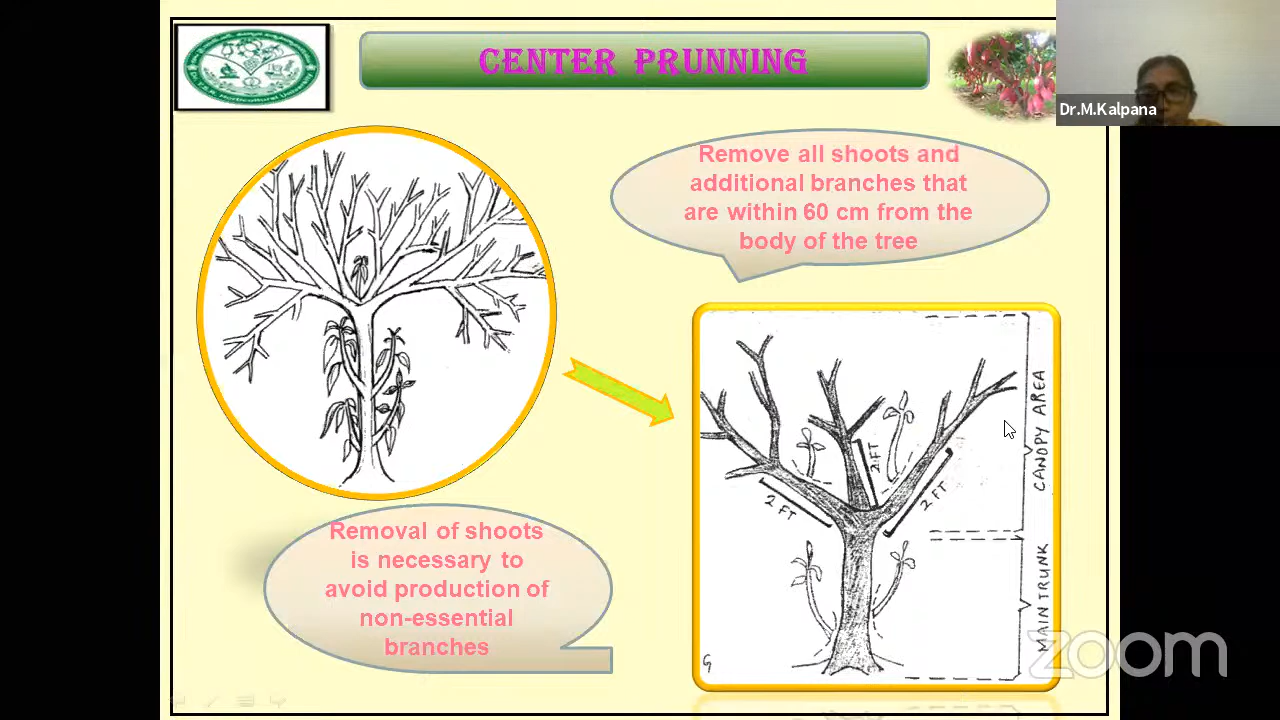 CENTER PRUNNING
Dr.M.Kalpana
Remove all shoots and
additional branches that
are within 60 cm from the
body of the tree
Removal of shoots
is necessary to
avoid production of
non-essential
branches
2 FT
2 FT
2 FT
CANOPY AREA
MAIN TRUNK
G
zoom